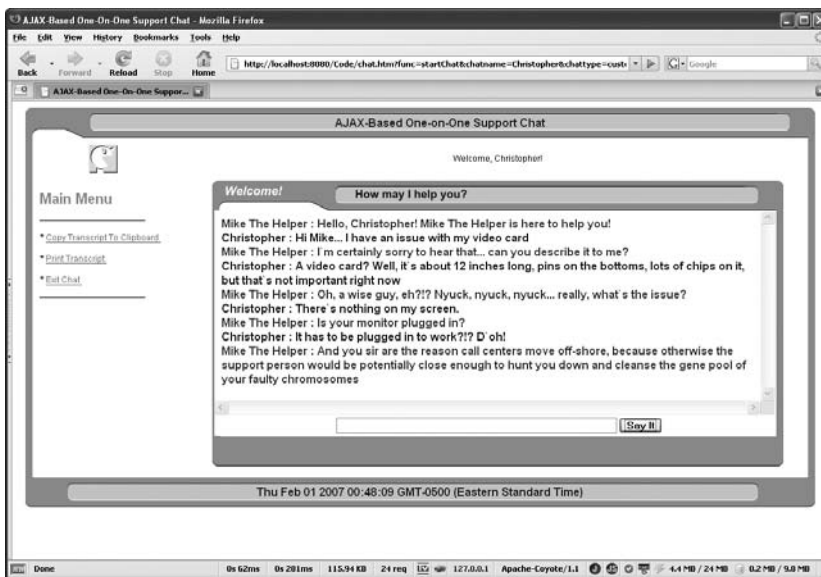 AJAX-Based One-On-One Support Chat - Mozilla Firefox
File Edit View History Bookmarks Tools Help
Back Forward Reload Stop Home
http://localhost:8080/Code/chat.htm?func=startChat&chatname=Christopher&chattype=cust
Google
AJAX-Based One-On-One Suppor...
AJAX-Based One-on-One Support Chat
Welcome, Christopher!
Main Menu
* Copy Transcript To Clipboard
* Print Transcript
* Exit Chat
Welcome!
How may I help you?
Mike The Helper : Hello, Christopher! Mike The Helper is here to help you!
Christopher : Hi Mike... I have an issue with my video card
Mike The Helper : I`m certainly sorry to hear that... can you describe it to me?
Christopher : A video card? Well, it`s about 12 inches long, pins on the bottoms, lots of chips on it,
but that`s not important right now
Mike The Helper : Oh, a wise guy, eh?!? Nyuck, nyuck, nyuck... really, what`s the issue?
Christopher : There`s nothing on my screen.
Mike The Helper : Is your monitor plugged in?
Christopher : It has to be plugged in to work?!? D`oh!
Mike The Helper : And you sir are the reason call centers move off-shore, because otherwise the
support person would be potentially close enough to hunt you down and cleanse the gene pool of
your faulty chromosomes
Say It
Thu Feb 01 2007 00:48:09 GMT-0500 (Eastern Standard Time)
Done 0s 62ms 0s 281ms 115.94 KB 24 req 127.0.0.1 Apache-Coyote/1.1 4.4 MB / 24 MB 0.2 MB / 9.8 MB